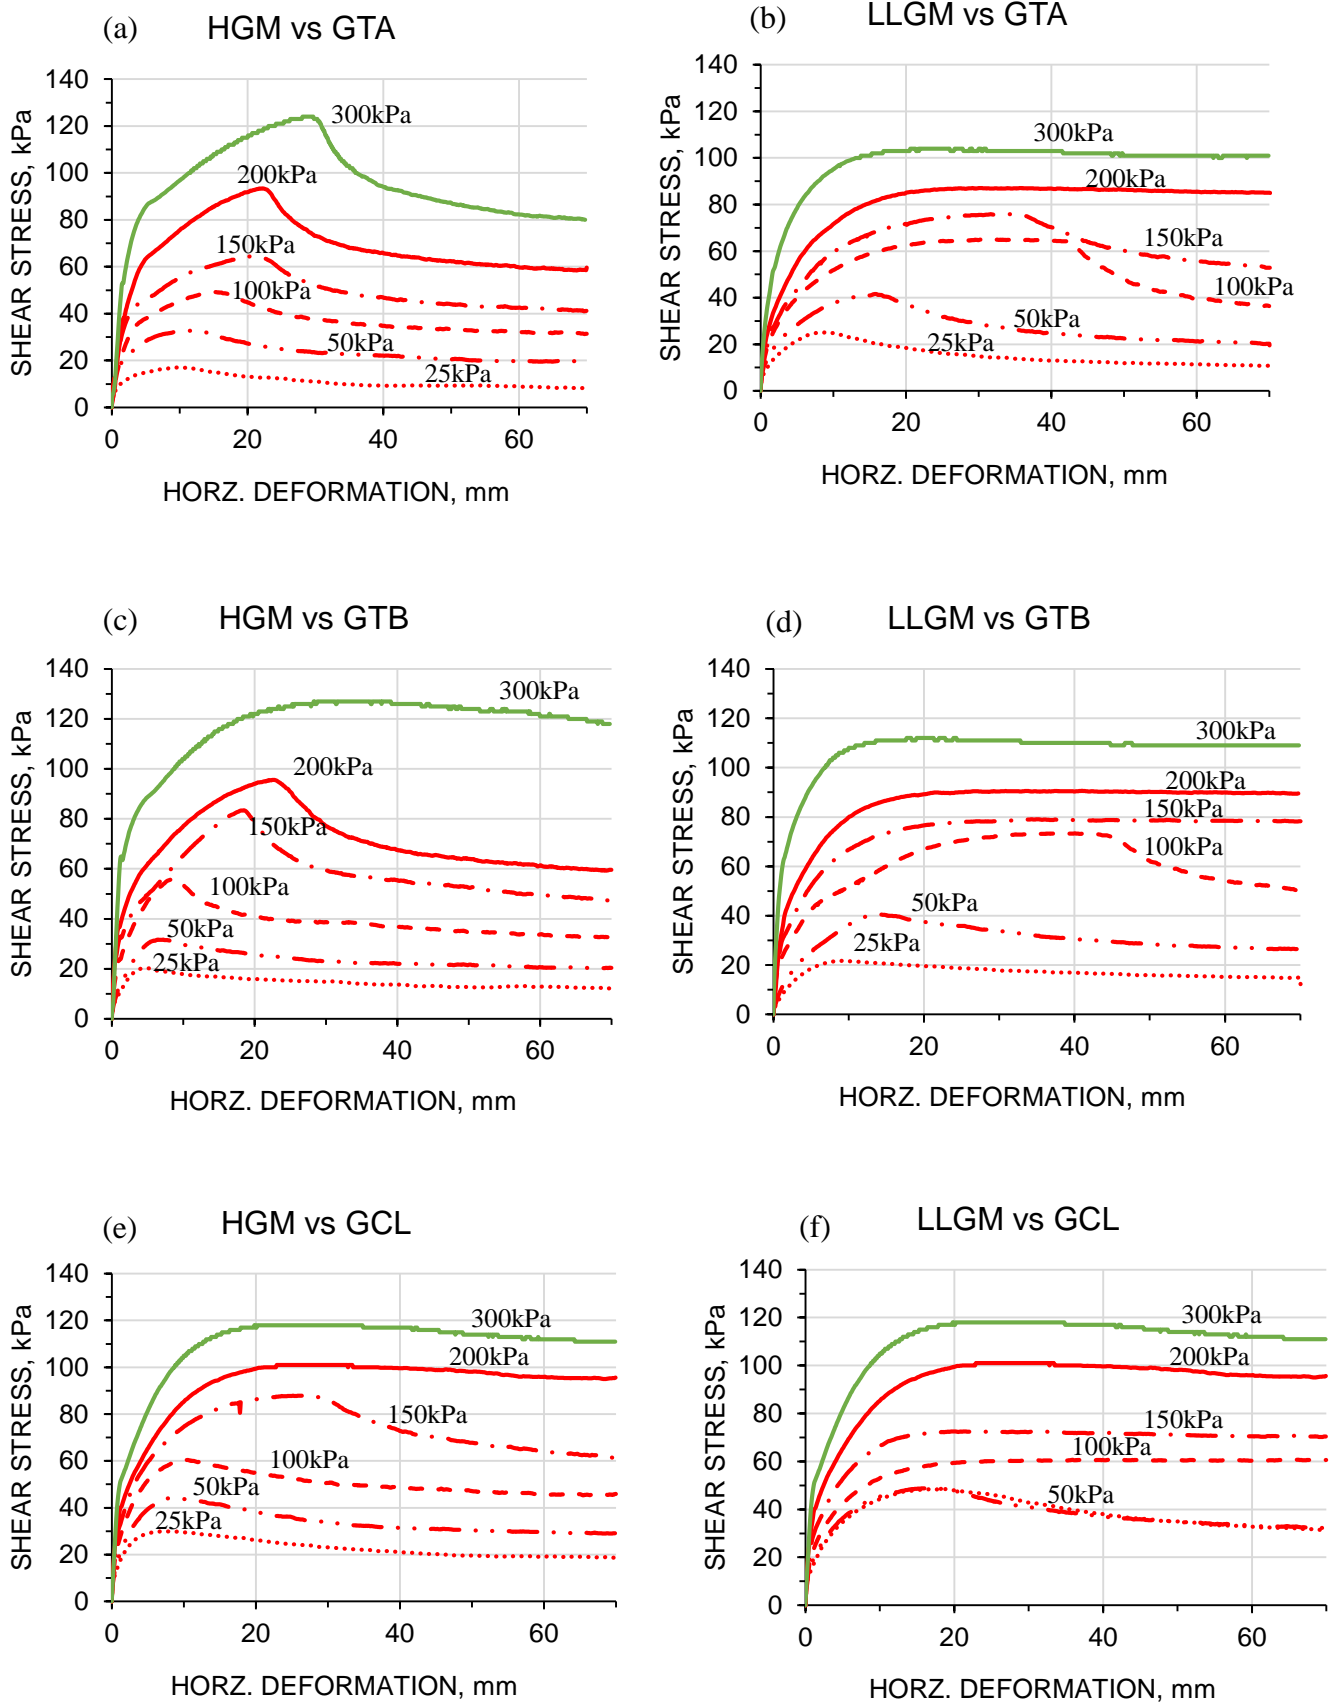 (a) HGM vs GTA
140
120
100
80
60
40
20
0
SHEAR STRESS, kPa
300kPa
200kPa
150kPa
100kPa
50kPa
25kPa
0 20 40 60
HORZ. DEFORMATION, mm
(b) LLGM vs GTA
140
120
100
80
60
40
20
0
SHEAR STRESS, kPa
300kPa
200kPa
150kPa
100kPa
50kPa
25kPa
0 20 40 60
HORZ. DEFORMATION, mm
(c) HGM vs GTB
140
120
100
80
60
40
20
0
SHEAR STRESS, kPa
300kPa
200kPa
150kPa
100kPa
50kPa
25kPa
0 20 40 60
HORZ. DEFORMATION, mm
(d) LLGM vs GTB
140
120
100
80
60
40
20
0
SHEAR STRESS, kPa
300kPa
200kPa
150kPa
100kPa
50kPa
25kPa
0 20 40 60
HORZ. DEFORMATION, mm
(e) HGM vs GCL
140
120
100
80
60
40
20
0
SHEAR STRESS, kPa
300kPa
200kPa
150kPa
100kPa
50kPa
25kPa
0 20 40 60
HORZ. DEFORMATION, mm
(f) LLGM vs GCL
140
120
100
80
60
40
20
0
SHEAR STRESS, kPa
300kPa
200kPa
150kPa
100kPa
50kPa
0 20 40 60
HORZ. DEFORMATION, mm